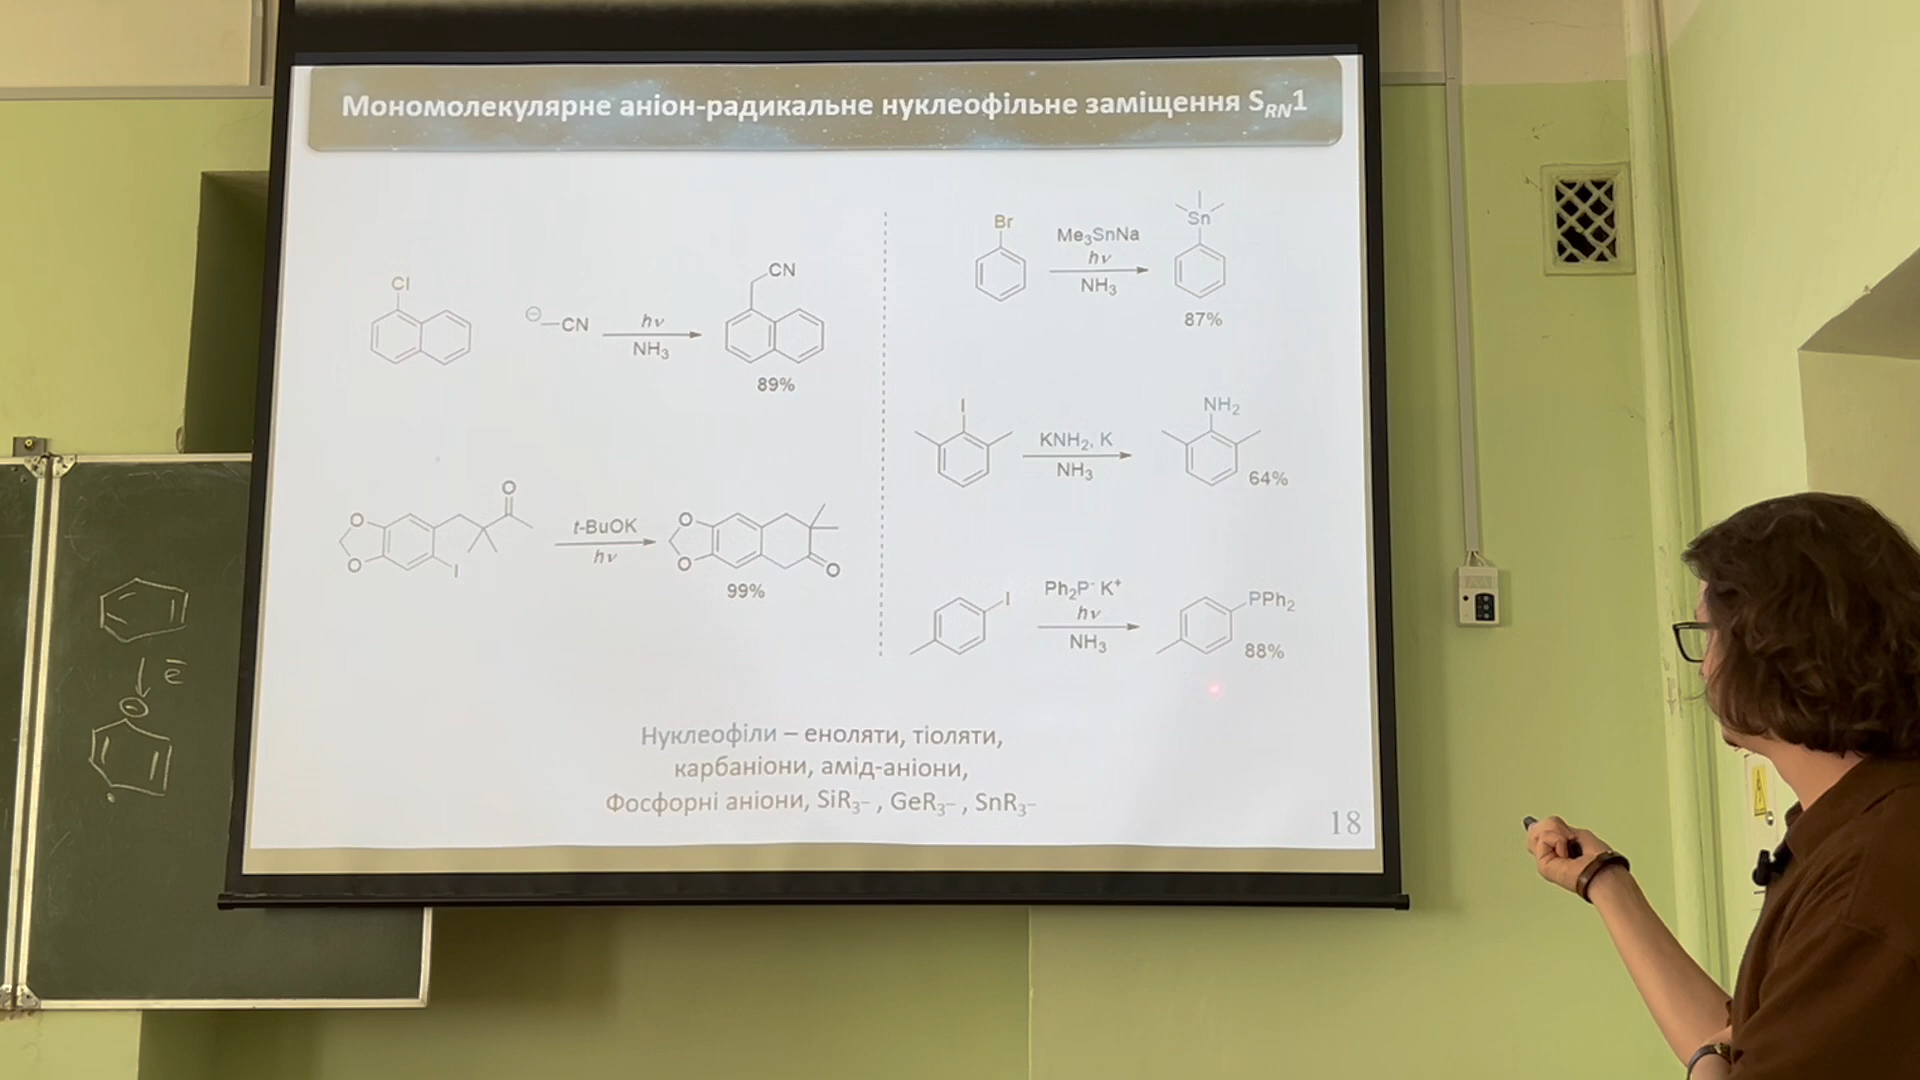 Мономолекулярне аніон-радикальне нуклеофільне заміщення S_RN1
Cl
⊖—CN
hν
NH₃
CN
89%
Br
Me₃SnNa
hν
NH₃
Sn
87%
I
KNH₂, K
NH₃
NH₂
64%
O
O
O
I
t-BuOK
hν
O
O
O
99%
I
Ph₂P⁻ K⁺
hν
NH₃
PPh₂
88%
Нуклеофіли – еноляти, тіоляти,
карбаніони, амід-аніони,
Фосфорні аніони, SiR₃₋ , GeR₃₋ , SnR₃₋
18
ē
⊖